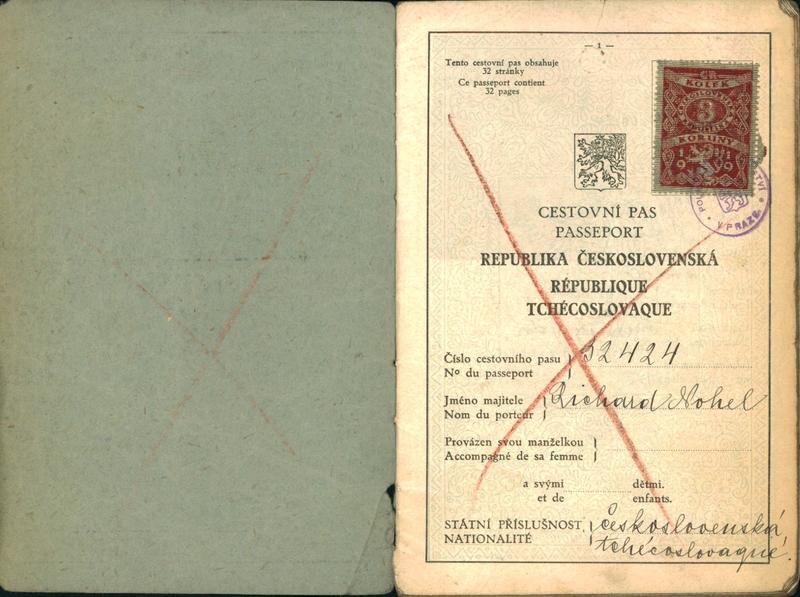 — 1 —
Tento cestovní pas obsahuje
32 stránky
Ce passeport contient
32 pages
KOLEK
3
KORUNY
V PRAZE
CESTOVNÍ PAS
PASSEPORT
REPUBLIKA ČESKOSLOVENSKÁ
RÉPUBLIQUE
TCHÉCOSLOVAQUE
Číslo cestovního pasu } 52424
No du passeport
Jméno majitele } Richard Nohel
Nom du porteur
Provázen svou manželkou }
Accompagné de sa femme
a svými dětmi.
et de enfants.
STÁTNÍ PŘÍSLUŠNOST } československá
NATIONALITÉ tchécoslovaque.